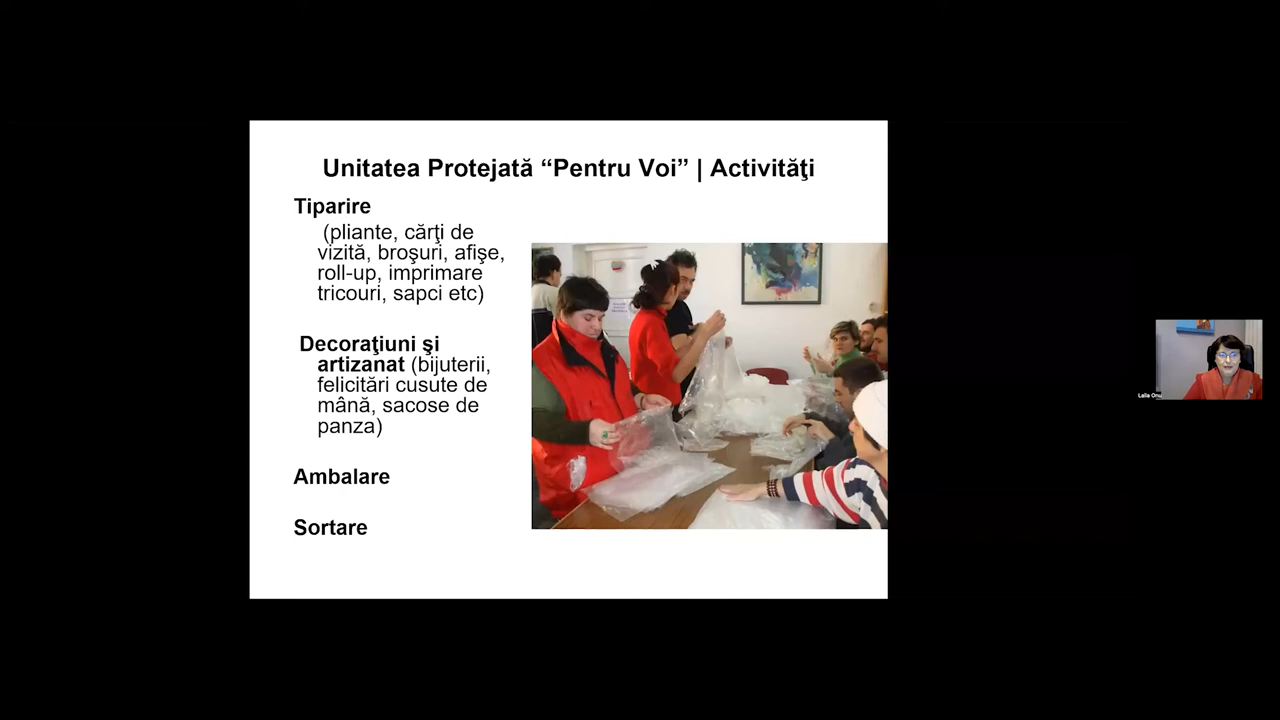 Unitatea Protejată “Pentru Voi” | Activităţi
Tiparire
(pliante, cărţi de
vizită, broşuri, afişe,
roll-up, imprimare
tricouri, sapci etc)
Decoraţiuni şi
artizanat (bijuterii,
felicitări cusute de
mână, sacose de
panza)
Ambalare
Sortare